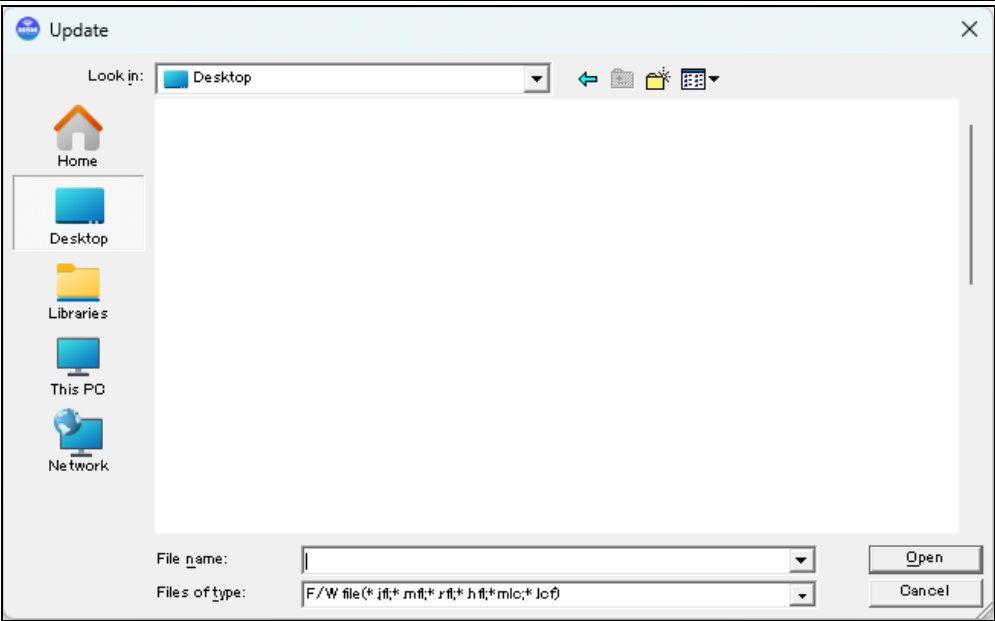 Update
Look in:
Desktop
Home
Desktop
Libraries
This PC
Network
File name:
Open
Files of type:
F/W file(*.jfl;*.mfl;*.rfl;*.hfl;*mlc;*.lcf)
Cancel